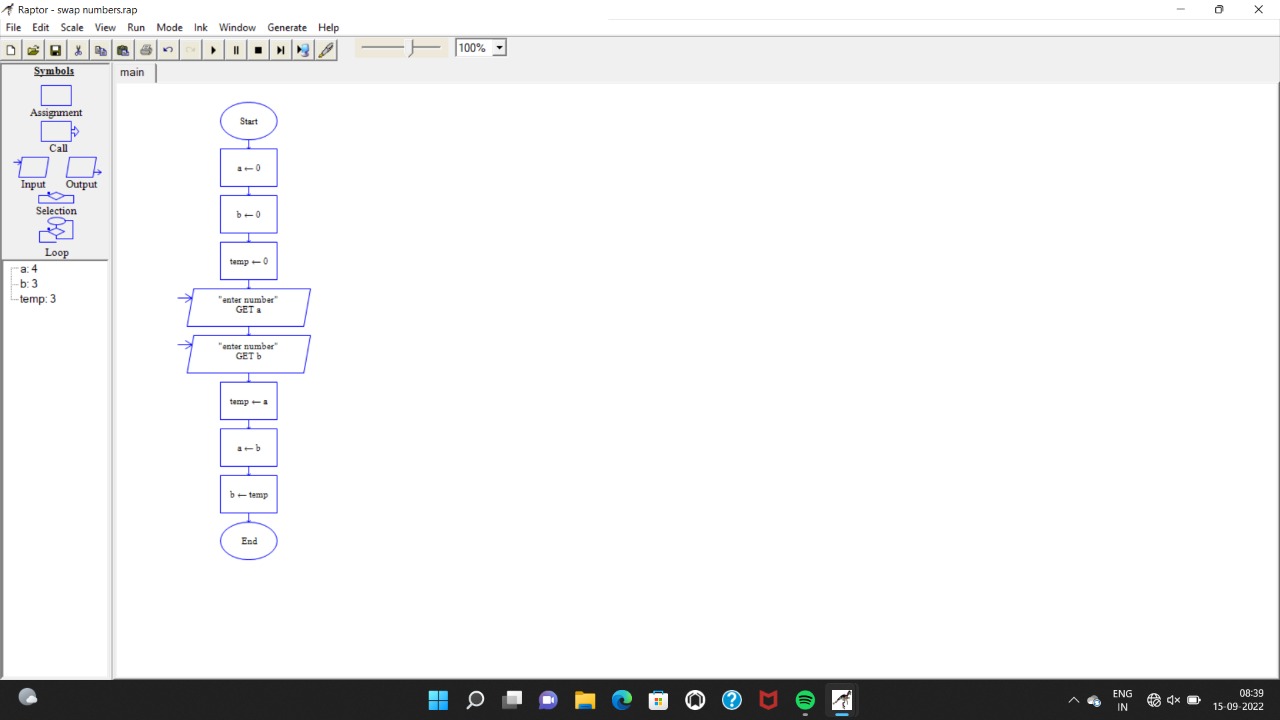 Raptor - swap numbers.rap
File Edit Scale View Run Mode Ink Window Generate Help
100%
Symbols
Assignment
Call
Input Output
Selection
Loop
a: 4
b: 3
temp: 3
main
Start
a ← 0
b ← 0
temp ← 0
"enter number"
GET a
"enter number"
GET b
temp ← a
a ← b
b ← temp
End
ENG
IN
08:39
15-09-2022